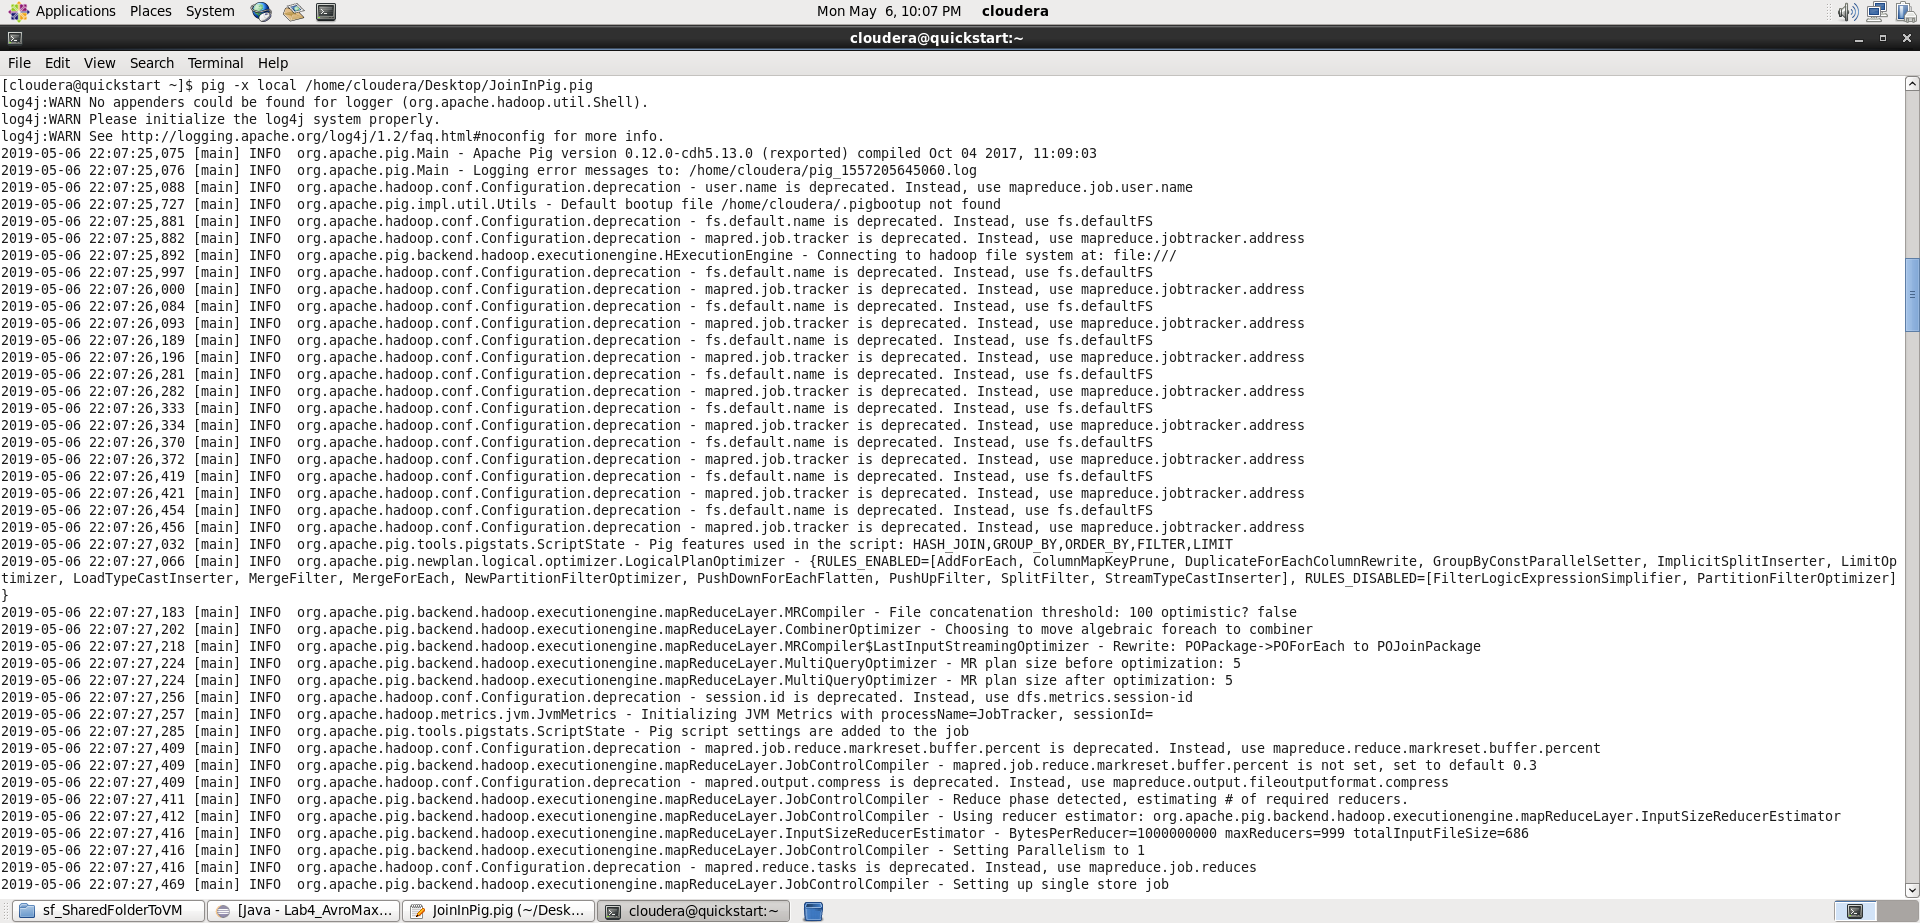 Applications Places System Mon May 6, 10:07 PM cloudera
cloudera@quickstart:~
File Edit View Search Terminal Help
[cloudera@quickstart ~]$ pig -x local /home/cloudera/Desktop/JoinInPig.pig
log4j:WARN No appenders could be found for logger (org.apache.hadoop.util.Shell).
log4j:WARN Please initialize the log4j system properly.
log4j:WARN See http://logging.apache.org/log4j/1.2/faq.html#noconfig for more info.
2019-05-06 22:07:25,075 [main] INFO  org.apache.pig.Main - Apache Pig version 0.12.0-cdh5.13.0 (rexported) compiled Oct 04 2017, 11:09:03
2019-05-06 22:07:25,076 [main] INFO  org.apache.pig.Main - Logging error messages to: /home/cloudera/pig_1557205645060.log
2019-05-06 22:07:25,088 [main] INFO  org.apache.hadoop.conf.Configuration.deprecation - user.name is deprecated. Instead, use mapreduce.job.user.name
2019-05-06 22:07:25,727 [main] INFO  org.apache.pig.impl.util.Utils - Default bootup file /home/cloudera/.pigbootup not found
2019-05-06 22:07:25,881 [main] INFO  org.apache.hadoop.conf.Configuration.deprecation - fs.default.name is deprecated. Instead, use fs.defaultFS
2019-05-06 22:07:25,882 [main] INFO  org.apache.hadoop.conf.Configuration.deprecation - mapred.job.tracker is deprecated. Instead, use mapreduce.jobtracker.address
2019-05-06 22:07:25,892 [main] INFO  org.apache.pig.backend.hadoop.executionengine.HExecutionEngine - Connecting to hadoop file system at: file:///
2019-05-06 22:07:25,997 [main] INFO  org.apache.hadoop.conf.Configuration.deprecation - fs.default.name is deprecated. Instead, use fs.defaultFS
2019-05-06 22:07:26,000 [main] INFO  org.apache.hadoop.conf.Configuration.deprecation - mapred.job.tracker is deprecated. Instead, use mapreduce.jobtracker.address
2019-05-06 22:07:26,084 [main] INFO  org.apache.hadoop.conf.Configuration.deprecation - fs.default.name is deprecated. Instead, use fs.defaultFS
2019-05-06 22:07:26,093 [main] INFO  org.apache.hadoop.conf.Configuration.deprecation - mapred.job.tracker is deprecated. Instead, use mapreduce.jobtracker.address
2019-05-06 22:07:26,189 [main] INFO  org.apache.hadoop.conf.Configuration.deprecation - fs.default.name is deprecated. Instead, use fs.defaultFS
2019-05-06 22:07:26,196 [main] INFO  org.apache.hadoop.conf.Configuration.deprecation - mapred.job.tracker is deprecated. Instead, use mapreduce.jobtracker.address
2019-05-06 22:07:26,281 [main] INFO  org.apache.hadoop.conf.Configuration.deprecation - fs.default.name is deprecated. Instead, use fs.defaultFS
2019-05-06 22:07:26,282 [main] INFO  org.apache.hadoop.conf.Configuration.deprecation - mapred.job.tracker is deprecated. Instead, use mapreduce.jobtracker.address
2019-05-06 22:07:26,333 [main] INFO  org.apache.hadoop.conf.Configuration.deprecation - fs.default.name is deprecated. Instead, use fs.defaultFS
2019-05-06 22:07:26,334 [main] INFO  org.apache.hadoop.conf.Configuration.deprecation - mapred.job.tracker is deprecated. Instead, use mapreduce.jobtracker.address
2019-05-06 22:07:26,370 [main] INFO  org.apache.hadoop.conf.Configuration.deprecation - fs.default.name is deprecated. Instead, use fs.defaultFS
2019-05-06 22:07:26,372 [main] INFO  org.apache.hadoop.conf.Configuration.deprecation - mapred.job.tracker is deprecated. Instead, use mapreduce.jobtracker.address
2019-05-06 22:07:26,419 [main] INFO  org.apache.hadoop.conf.Configuration.deprecation - fs.default.name is deprecated. Instead, use fs.defaultFS
2019-05-06 22:07:26,421 [main] INFO  org.apache.hadoop.conf.Configuration.deprecation - mapred.job.tracker is deprecated. Instead, use mapreduce.jobtracker.address
2019-05-06 22:07:26,454 [main] INFO  org.apache.hadoop.conf.Configuration.deprecation - fs.default.name is deprecated. Instead, use fs.defaultFS
2019-05-06 22:07:26,456 [main] INFO  org.apache.hadoop.conf.Configuration.deprecation - mapred.job.tracker is deprecated. Instead, use mapreduce.jobtracker.address
2019-05-06 22:07:27,032 [main] INFO  org.apache.pig.tools.pigstats.ScriptState - Pig features used in the script: HASH_JOIN,GROUP_BY,ORDER_BY,FILTER,LIMIT
2019-05-06 22:07:27,066 [main] INFO  org.apache.pig.newplan.logical.optimizer.LogicalPlanOptimizer - {RULES_ENABLED=[AddForEach, ColumnMapKeyPrune, DuplicateForEachColumnRewrite, GroupByConstParallelSetter, ImplicitSplitInserter, LimitOp
timizer, LoadTypeCastInserter, MergeFilter, MergeForEach, NewPartitionFilterOptimizer, PushDownForEachFlatten, PushUpFilter, SplitFilter, StreamTypeCastInserter], RULES_DISABLED=[FilterLogicExpressionSimplifier, PartitionFilterOptimizer]
}
2019-05-06 22:07:27,183 [main] INFO  org.apache.pig.backend.hadoop.executionengine.mapReduceLayer.MRCompiler - File concatenation threshold: 100 optimistic? false
2019-05-06 22:07:27,202 [main] INFO  org.apache.pig.backend.hadoop.executionengine.mapReduceLayer.CombinerOptimizer - Choosing to move algebraic foreach to combiner
2019-05-06 22:07:27,218 [main] INFO  org.apache.pig.backend.hadoop.executionengine.mapReduceLayer.MRCompiler$LastInputStreamingOptimizer - Rewrite: POPackage->POForEach to POJoinPackage
2019-05-06 22:07:27,224 [main] INFO  org.apache.pig.backend.hadoop.executionengine.mapReduceLayer.MultiQueryOptimizer - MR plan size before optimization: 5
2019-05-06 22:07:27,224 [main] INFO  org.apache.pig.backend.hadoop.executionengine.mapReduceLayer.MultiQueryOptimizer - MR plan size after optimization: 5
2019-05-06 22:07:27,256 [main] INFO  org.apache.hadoop.conf.Configuration.deprecation - session.id is deprecated. Instead, use dfs.metrics.session-id
2019-05-06 22:07:27,257 [main] INFO  org.apache.hadoop.metrics.jvm.JvmMetrics - Initializing JVM Metrics with processName=JobTracker, sessionId=
2019-05-06 22:07:27,285 [main] INFO  org.apache.pig.tools.pigstats.ScriptState - Pig script settings are added to the job
2019-05-06 22:07:27,409 [main] INFO  org.apache.hadoop.conf.Configuration.deprecation - mapred.job.reduce.markreset.buffer.percent is deprecated. Instead, use mapreduce.reduce.markreset.buffer.percent
2019-05-06 22:07:27,409 [main] INFO  org.apache.pig.backend.hadoop.executionengine.mapReduceLayer.JobControlCompiler - mapred.job.reduce.markreset.buffer.percent is not set, set to default 0.3
2019-05-06 22:07:27,409 [main] INFO  org.apache.hadoop.conf.Configuration.deprecation - mapred.output.compress is deprecated. Instead, use mapreduce.output.fileoutputformat.compress
2019-05-06 22:07:27,411 [main] INFO  org.apache.pig.backend.hadoop.executionengine.mapReduceLayer.JobControlCompiler - Reduce phase detected, estimating # of required reducers.
2019-05-06 22:07:27,412 [main] INFO  org.apache.pig.backend.hadoop.executionengine.mapReduceLayer.JobControlCompiler - Using reducer estimator: org.apache.pig.backend.hadoop.executionengine.mapReduceLayer.InputSizeReducerEstimator
2019-05-06 22:07:27,416 [main] INFO  org.apache.pig.backend.hadoop.executionengine.mapReduceLayer.InputSizeReducerEstimator - BytesPerReducer=1000000000 maxReducers=999 totalInputFileSize=686
2019-05-06 22:07:27,416 [main] INFO  org.apache.pig.backend.hadoop.executionengine.mapReduceLayer.JobControlCompiler - Setting Parallelism to 1
2019-05-06 22:07:27,416 [main] INFO  org.apache.hadoop.conf.Configuration.deprecation - mapred.reduce.tasks is deprecated. Instead, use mapreduce.job.reduces
2019-05-06 22:07:27,469 [main] INFO  org.apache.pig.backend.hadoop.executionengine.mapReduceLayer.JobControlCompiler - Setting up single store job
sf_SharedFolderToVM [Java - Lab4_AvroMax... JoinInPig.pig (~/Desk... cloudera@quickstart:~